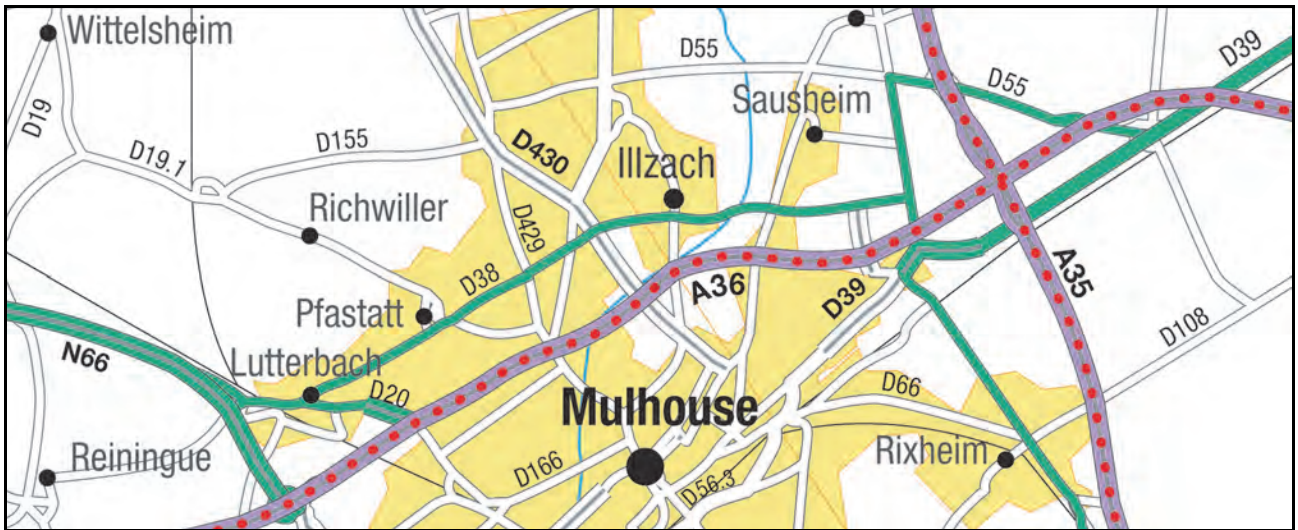 Wittelsheim
D19
D19.1
D155
D55
D430
Sausheim
D55
D39
Illzach
Richwiller
D429
D38
Pfastatt
A36
D39
A35
D108
N66
Lutterbach
D20
Mulhouse
D66
Reiningue
D166
D56.3
Rixheim